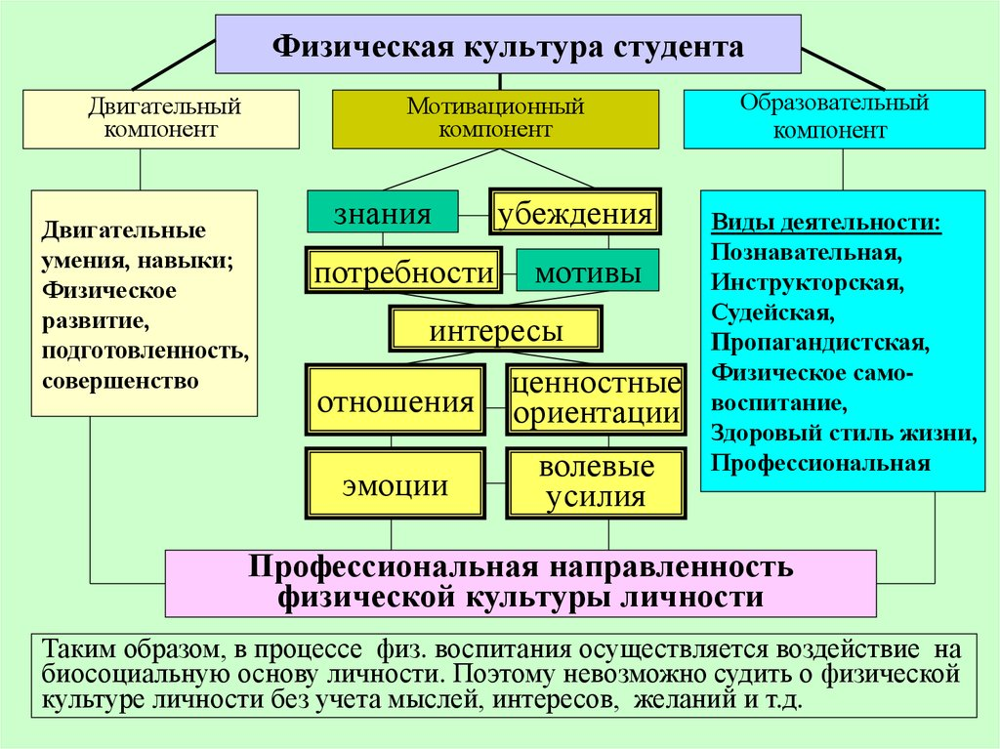 Физическая культура студента
Двигательный
компонент
Мотивационный
компонент
Образовательный
компонент
Двигательные
умения, навыки;
Физическое
развитие,
подготовленность,
совершенство
знания
убеждения
потребности
мотивы
интересы
отношения
ценностные
ориентации
эмоции
волевые
усилия
Виды деятельности:
Познавательная,
Инструкторская,
Судейская,
Пропагандистская,
Физическое само-
воспитание,
Здоровый стиль жизни,
Профессиональная
Профессиональная направленность
физической культуры личности
Таким образом, в процессе физ. воспитания осуществляется воздействие на
биосоциальную основу личности. Поэтому невозможно судить о физической
культуре личности без учета мыслей, интересов, желаний и т.д.